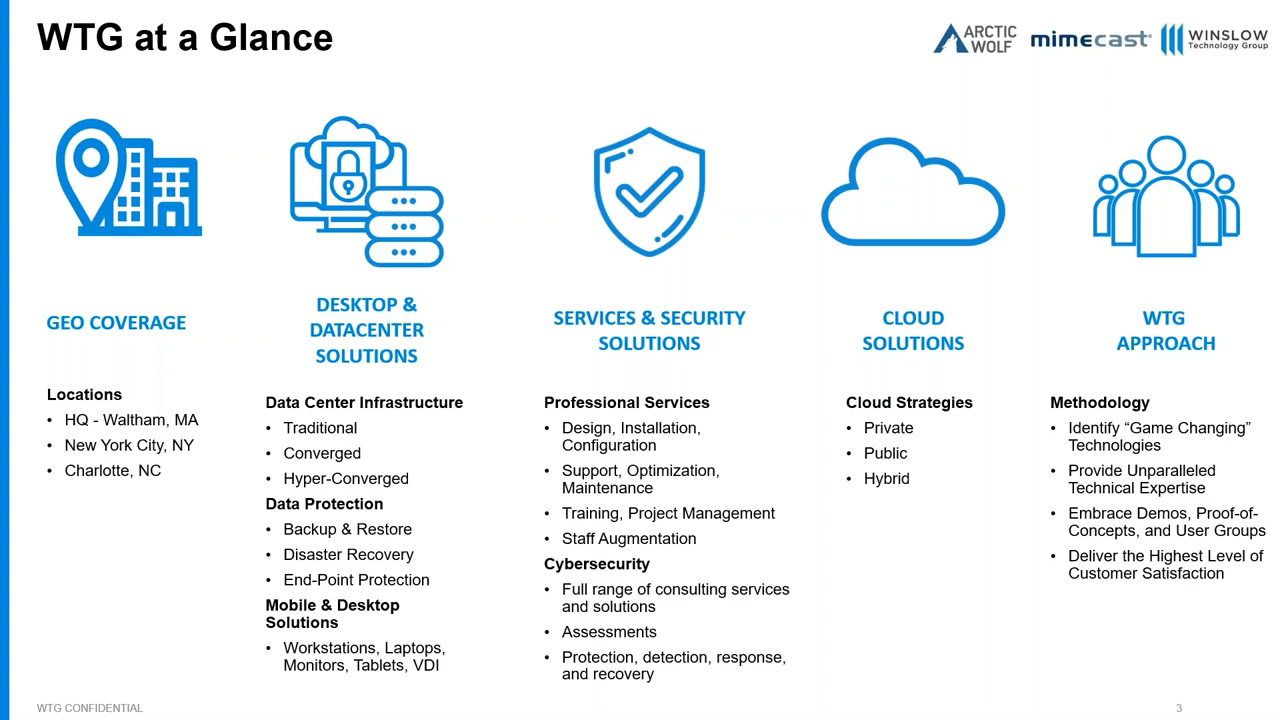 WTG at a Glance
ARCTIC
WOLF
mimecast®
WINSLOW
Technology Group
GEO COVERAGE
Locations
• HQ - Waltham, MA
• New York City, NY
• Charlotte, NC
DESKTOP &
DATACENTER
SOLUTIONS
Data Center Infrastructure
• Traditional
• Converged
• Hyper-Converged
Data Protection
• Backup & Restore
• Disaster Recovery
• End-Point Protection
Mobile & Desktop
Solutions
• Workstations, Laptops,
Monitors, Tablets, VDI
SERVICES & SECURITY
SOLUTIONS
Professional Services
• Design, Installation,
Configuration
• Support, Optimization,
Maintenance
• Training, Project Management
• Staff Augmentation
Cybersecurity
• Full range of consulting services
and solutions
• Assessments
• Protection, detection, response,
and recovery
CLOUD
SOLUTIONS
Cloud Strategies
• Private
• Public
• Hybrid
WTG
APPROACH
Methodology
• Identify “Game Changing”
Technologies
• Provide Unparalleled
Technical Expertise
• Embrace Demos, Proof-of-
Concepts, and User Groups
• Deliver the Highest Level of
Customer Satisfaction
WTG CONFIDENTIAL
3